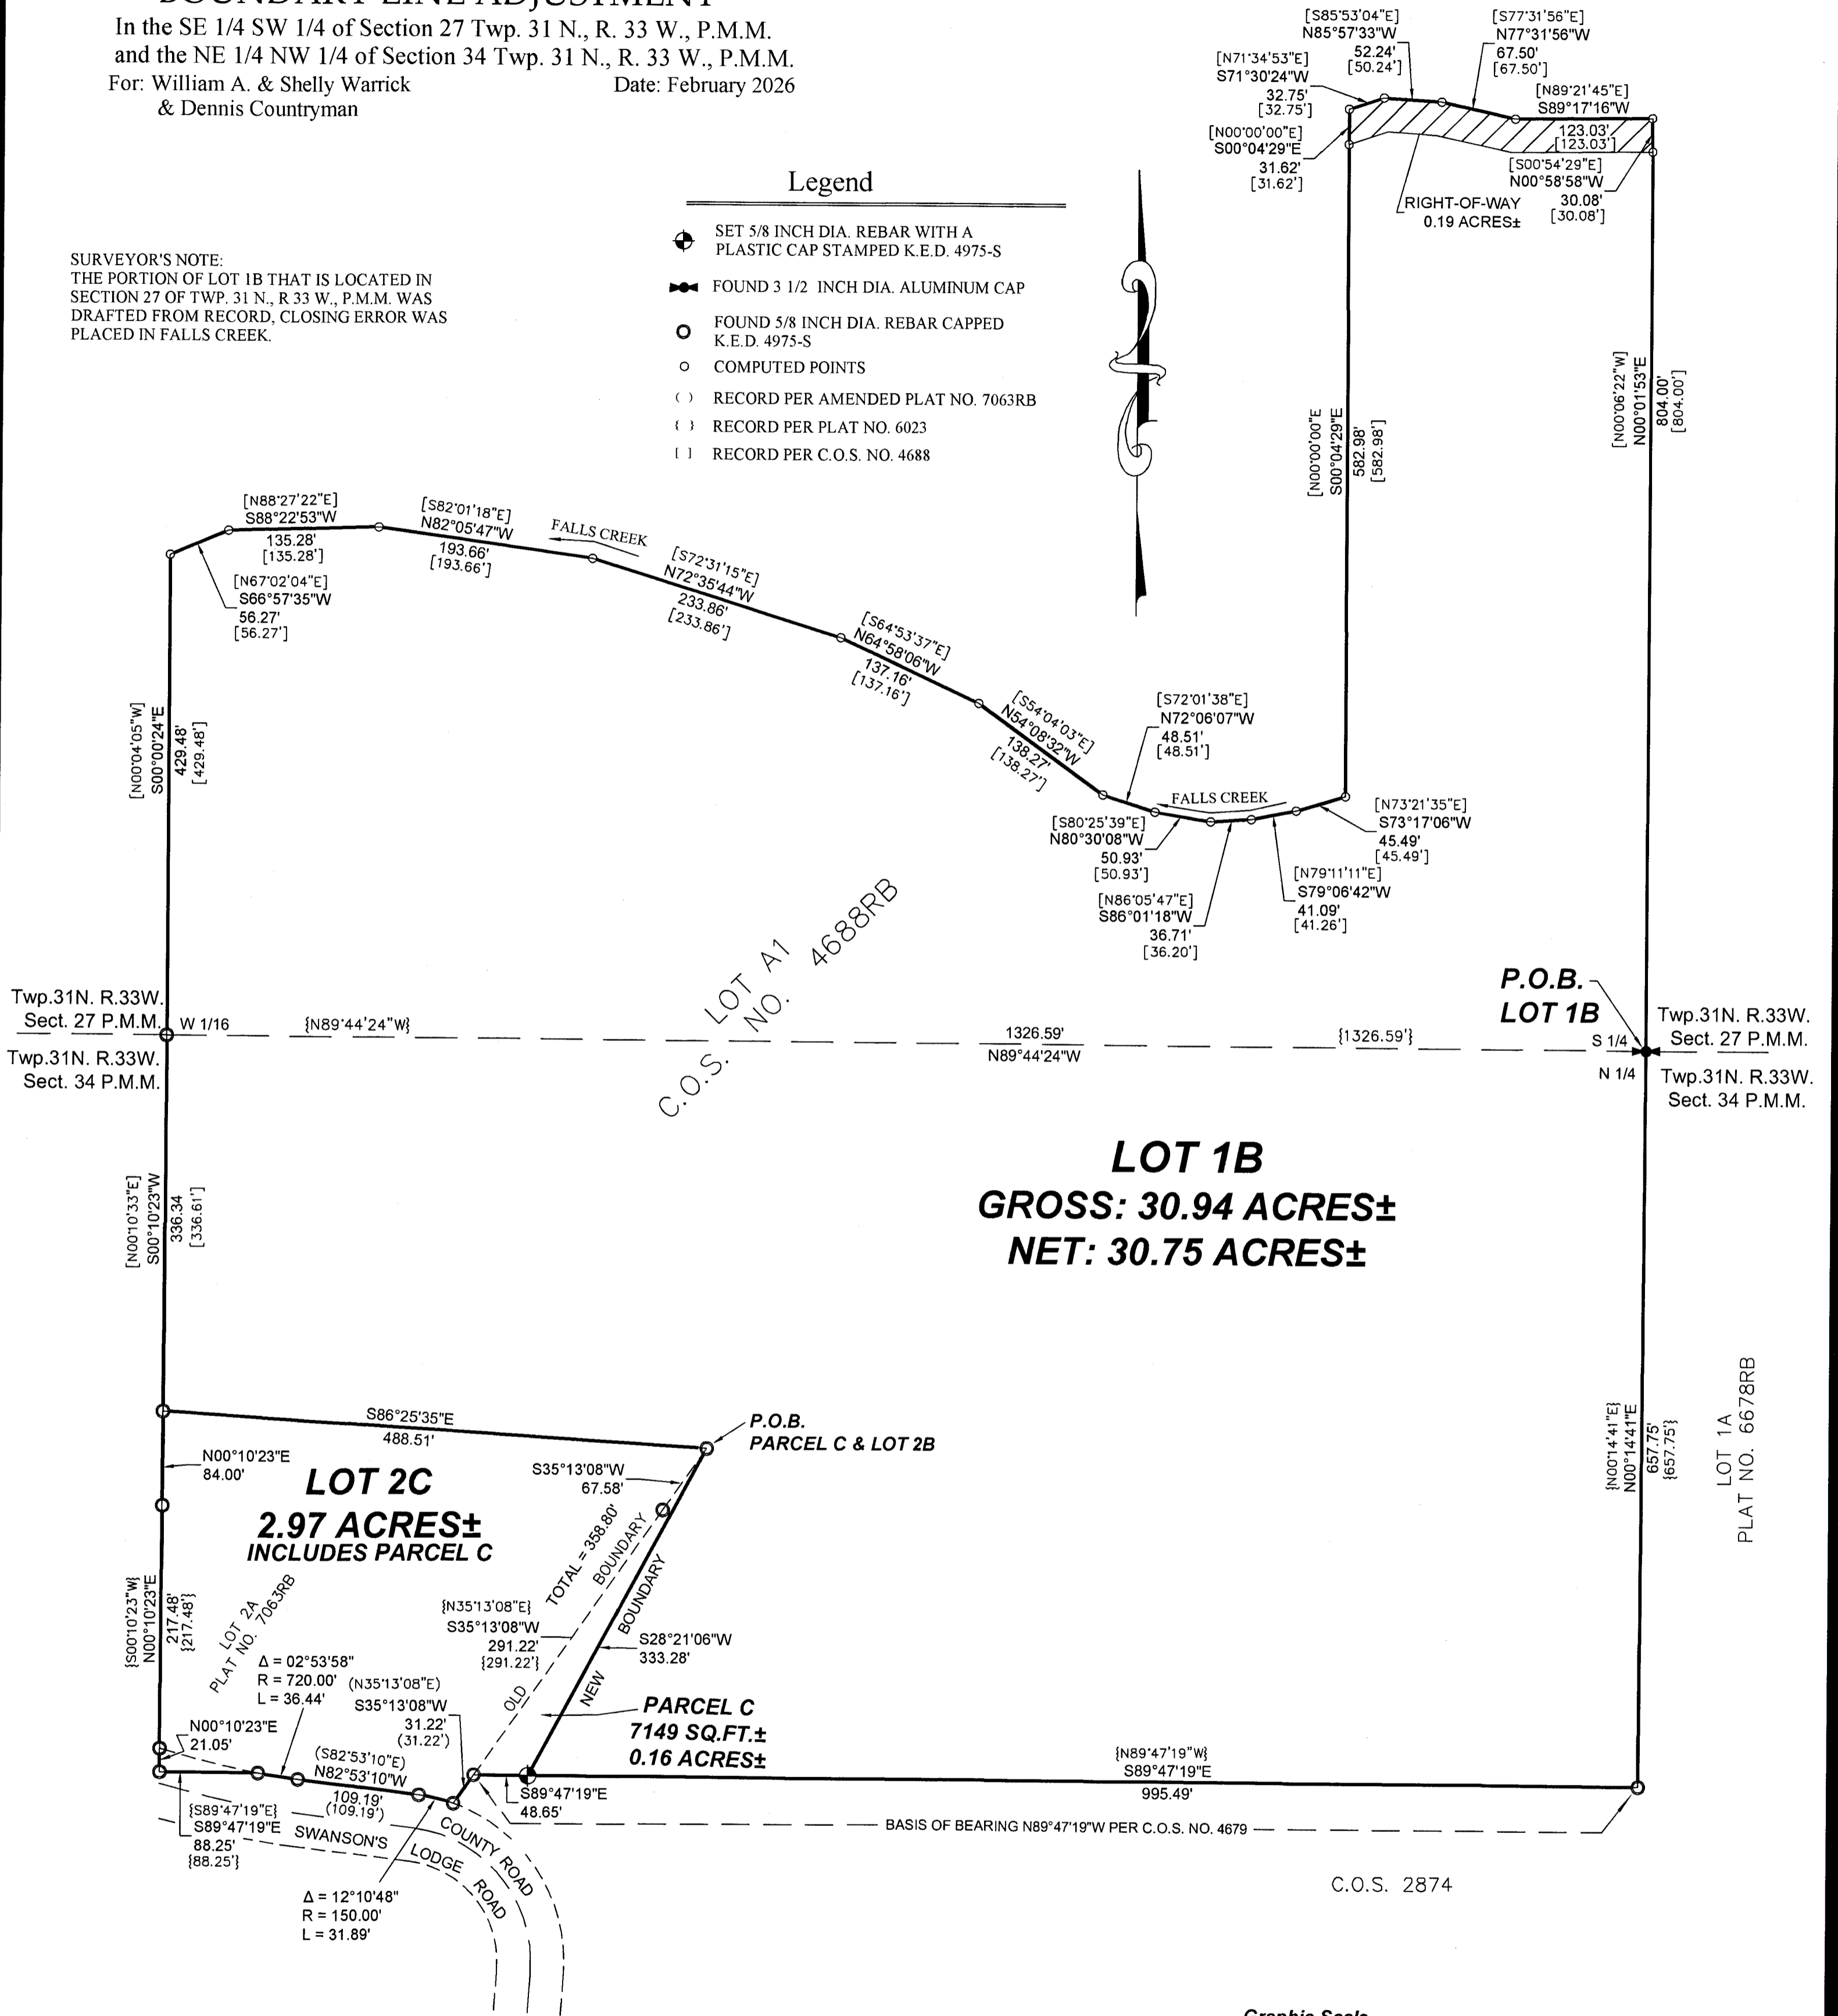 BOUNDARY LINE ADJUSTMENT
In the SE 1/4 SW 1/4 of Section 27 Twp. 31 N., R. 33 W., P.M.M.
and the NE 1/4 NW 1/4 of Section 34 Twp. 31 N., R. 33 W., P.M.M.
For: William A. & Shelly Warrick
Date: February 2026
& Dennis Countryman
SURVEYOR'S NOTE:
THE PORTION OF LOT 1B THAT IS LOCATED IN
SECTION 27 OF TWP. 31 N., R 33 W., P.M.M. WAS
DRAFTED FROM RECORD, CLOSING ERROR WAS
PLACED IN FALLS CREEK.
Legend
SET 5/8 INCH DIA. REBAR WITH A
PLASTIC CAP STAMPED K.E.D. 4975-S
FOUND 3 1/2 INCH DIA. ALUMINUM CAP
FOUND 5/8 INCH DIA. REBAR CAPPED
K.E.D. 4975-S
COMPUTED POINTS
( ) RECORD PER AMENDED PLAT NO. 7063RB
{ } RECORD PER PLAT NO. 6023
[ ] RECORD PER C.O.S. NO. 4688
[N71°34'53"E]
S71°30'24"W
32.75'
[32.75']
[S85°53'04"E]
N85°57'33"W
52.24'
[50.24']
[S77°31'56"E]
N77°31'56"W
67.50'
[67.50']
[N89°21'45"E]
S89°17'16"W
123.03'
[123.03']
[N00°00'00"E]
S00°04'29"E
31.62'
[31.62']
[S00°54'29"E]
N00°58'58"W
30.08'
[30.08']
RIGHT-OF-WAY
0.19 ACRES±
[N00°00'00"E
S00°04'29"E
582.98'
[582.98']
[N00°06'22"W]
N00°01'53"E
804.00'
[804.00']
[N88°27'22"E]
S88°22'53"W
135.28'
[135.28']
[N67°02'04"E]
S66°57'35"W
56.27'
[56.27']
[S82°01'18"E]
N82°05'47"W
193.66'
[193.66']
FALLS CREEK
[S72°31'15"E]
N72°35'44"W
233.86'
[233.86']
[S64°53'37"E]
N64°58'06"W
137.16'
[137.16']
[S54°04'03"E]
N54°08'32"W
138.27'
[138.27']
[S72°01'38"E]
N72°06'07"W
48.51'
[48.51']
FALLS CREEK
[S80°25'39"E]
N80°30'08"W
50.93'
[50.93']
[N86°05'47"E]
S86°01'18"W
36.71'
[36.20']
[N79°11'11"E]
S79°06'42"W
41.09'
[41.26']
[N73°21'35"E]
S73°17'06"W
45.49'
[45.49']
[N00°04'05"W]
S00°00'24"E
429.48'
[429.48']
LOT A1
C.O.S. NO. 4688RB
P.O.B.
LOT 1B
Twp.31N. R.33W.
Sect. 27 P.M.M.
W 1/16
{N89°44'24"W}
1326.59'
N89°44'24"W
{1326.59'}
S 1/4
N 1/4
Twp.31N. R.33W.
Sect. 27 P.M.M.
Twp.31N. R.33W.
Sect. 34 P.M.M.
Twp.31N. R.33W.
Sect. 34 P.M.M.
LOT 1B
GROSS: 30.94 ACRES±
NET: 30.75 ACRES±
[N00°10'33"E]
S00°10'23"W
336.34
[336.61']
S86°25'35"E
488.51'
P.O.B.
PARCEL C & LOT 2B
N00°10'23"E
84.00'
LOT 2C
2.97 ACRES±
INCLUDES PARCEL C
S35°13'08"W
67.58'
TOTAL = 358.80'
OLD BOUNDARY
NEW BOUNDARY
{N35°13'08"E}
S35°13'08"W
291.22'
{291.22'}
S28°21'06"W
333.28'
{N00°14'41"E}
N00°14'41"E
657.75'
{657.75'}
LOT 1A
PLAT NO. 6678RB
{S00°10'23"W}
N00°10'23"E
217.48'
{217.48'}
LOT 2A
PLAT NO. 7063RB
Δ = 02°53'58"
R = 720.00'
L = 36.44'
(N35°13'08"E)
S35°13'08"W
31.22'
(31.22')
PARCEL C
7149 SQ.FT.±
0.16 ACRES±
N00°10'23"E
21.05'
(S82°53'10"E)
N82°53'10"W
109.19'
(109.19')
S89°47'19"E
48.65'
{N89°47'19"W}
S89°47'19"E
995.49'
BASIS OF BEARING N89°47'19"W PER C.O.S. NO. 4679
{S89°47'19"E}
S89°47'19"E
88.25'
{88.25'}
SWANSON'S LODGE ROAD
COUNTY ROAD
Δ = 12°10'48"
R = 150.00'
L = 31.89'
C.O.S. 2874
Graphic Scale